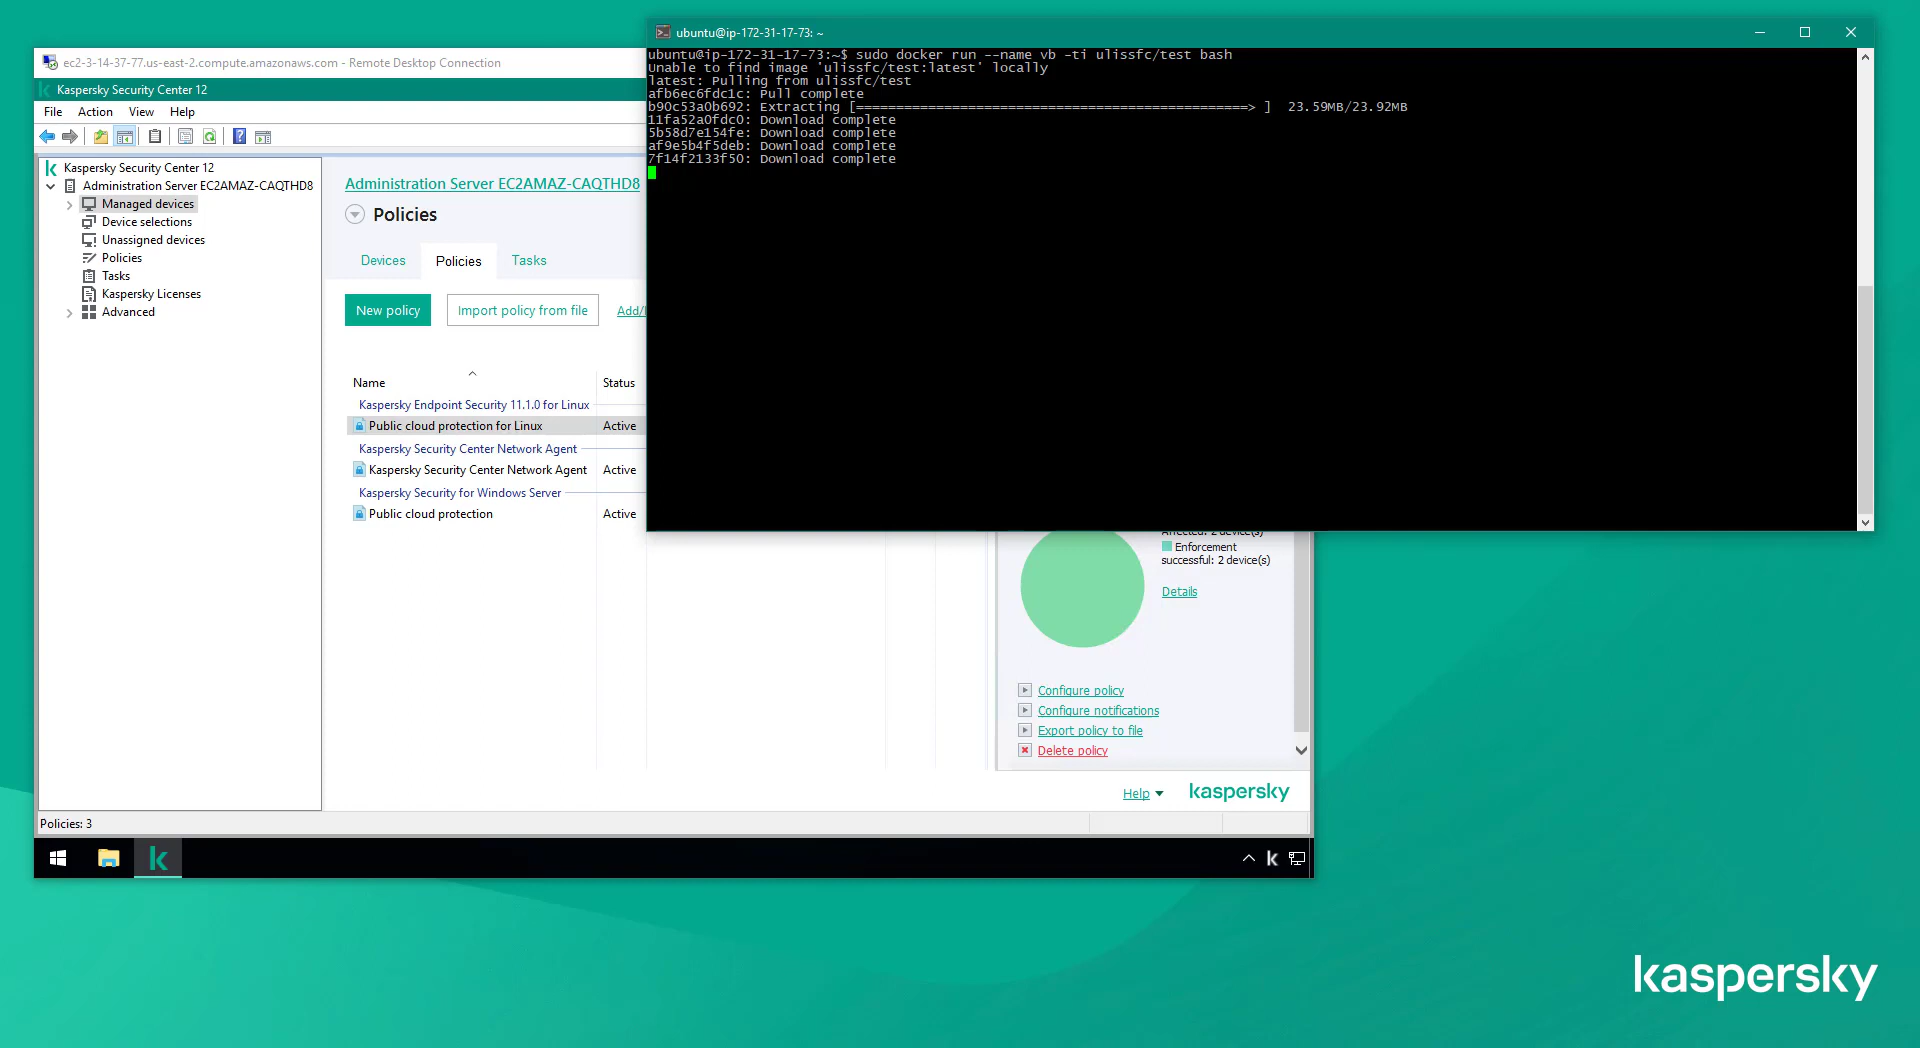 ubuntu@ip-172-31-17-73: ~
ubuntu@ip-172-31-17-73:~$ sudo docker run --name vb -ti ulissfc/test bash
Unable to find image 'ulissfc/test:latest' locally
latest: Pulling from ulissfc/test
afb6ec6fdc1c: Pull complete
b90c53a0b692: Extracting [=================================================> ]  23.59MB/23.92MB
11fa52a0fdc0: Download complete
5b58d7e154fe: Download complete
af9e5b4f5deb: Download complete
7f14f2133f50: Download complete
ec2-3-14-37-77.us-east-2.compute.amazonaws.com - Remote Desktop Connection
Kaspersky Security Center 12
File Action View Help
Kaspersky Security Center 12
Administration Server EC2AMAZ-CAQTHD8
Managed devices
Device selections
Unassigned devices
Policies
Tasks
Kaspersky Licenses
Advanced
Administration Server EC2AMAZ-CAQTHD8
Policies
Devices Policies Tasks
New policy Import policy from file Add/
Name Status
Kaspersky Endpoint Security 11.1.0 for Linux
Public cloud protection for Linux Active
Kaspersky Security Center Network Agent
Kaspersky Security Center Network Agent Active
Kaspersky Security for Windows Server
Public cloud protection Active
Affected: 2 device(s)
Enforcement
successful: 2 device(s)
Details
Configure policy
Configure notifications
Export policy to file
Delete policy
Help kaspersky
Policies: 3
kaspersky